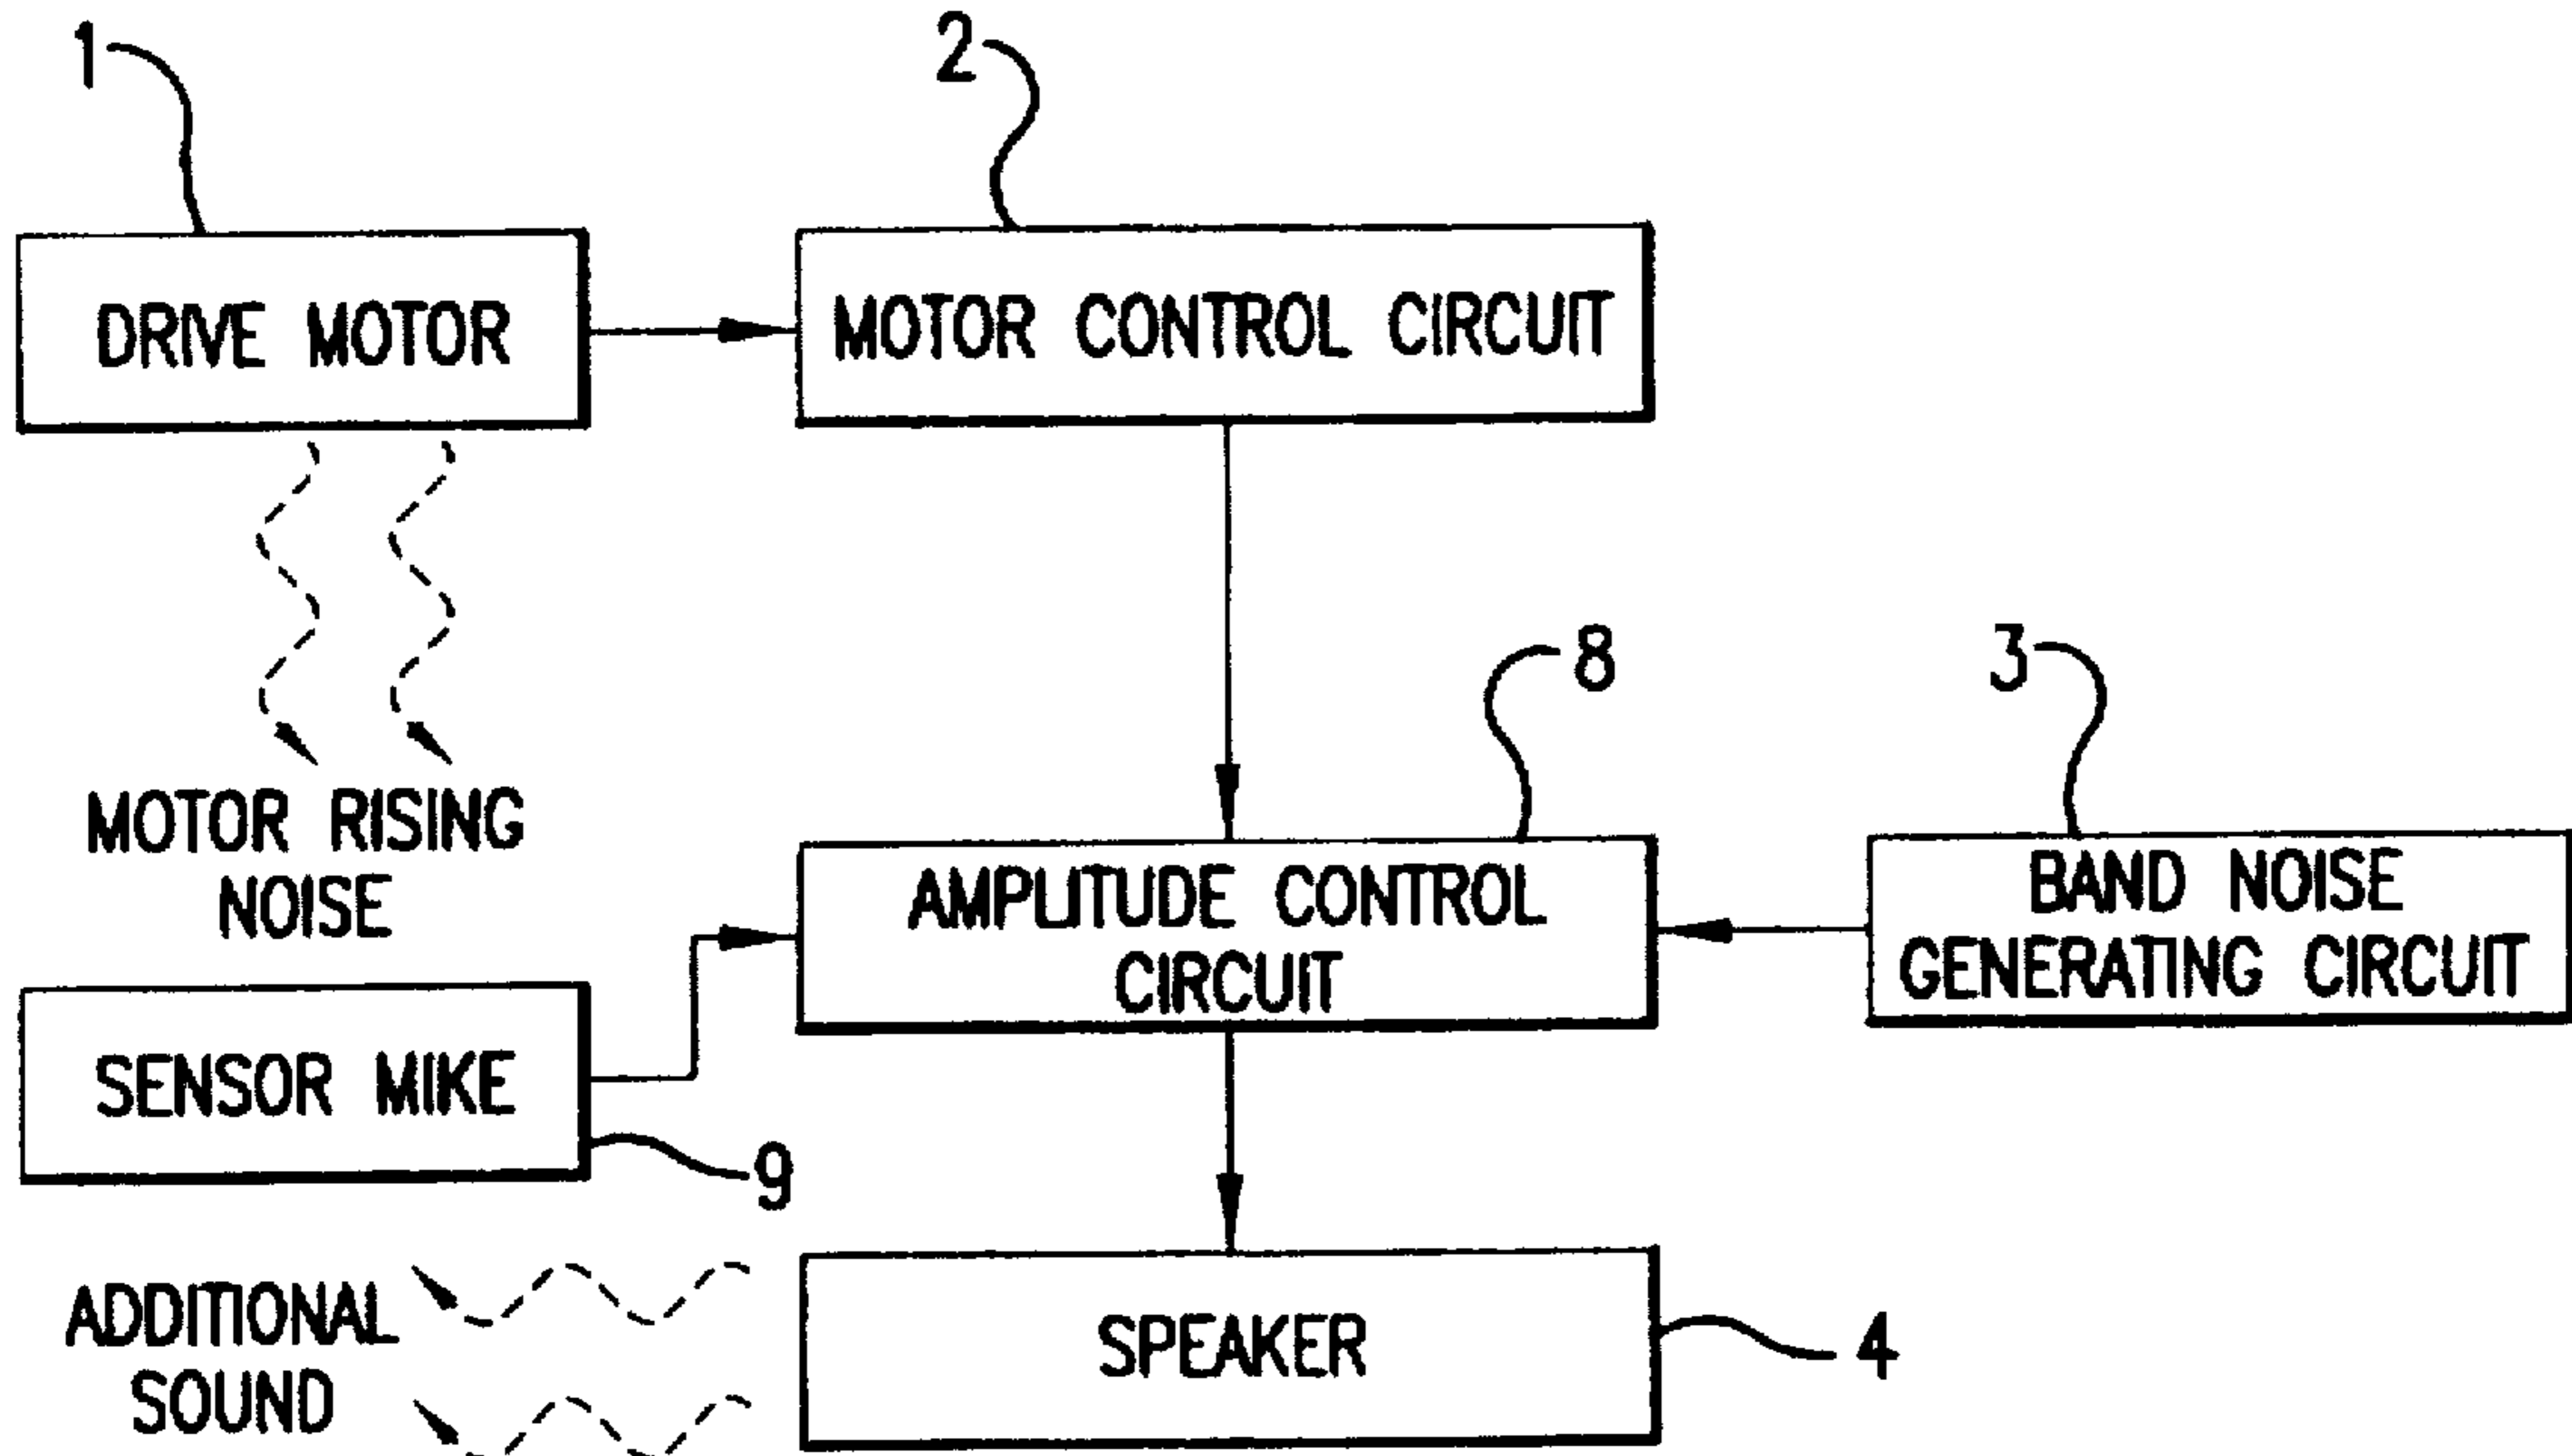 1
2
DRIVE MOTOR
MOTOR CONTROL CIRCUIT
8
3
MOTOR RISING
NOISE
AMPLITUDE CONTROL
CIRCUIT
BAND NOISE
GENERATING CIRCUIT
SENSOR MIKE
9
ADDITIONAL
SOUND
SPEAKER
4